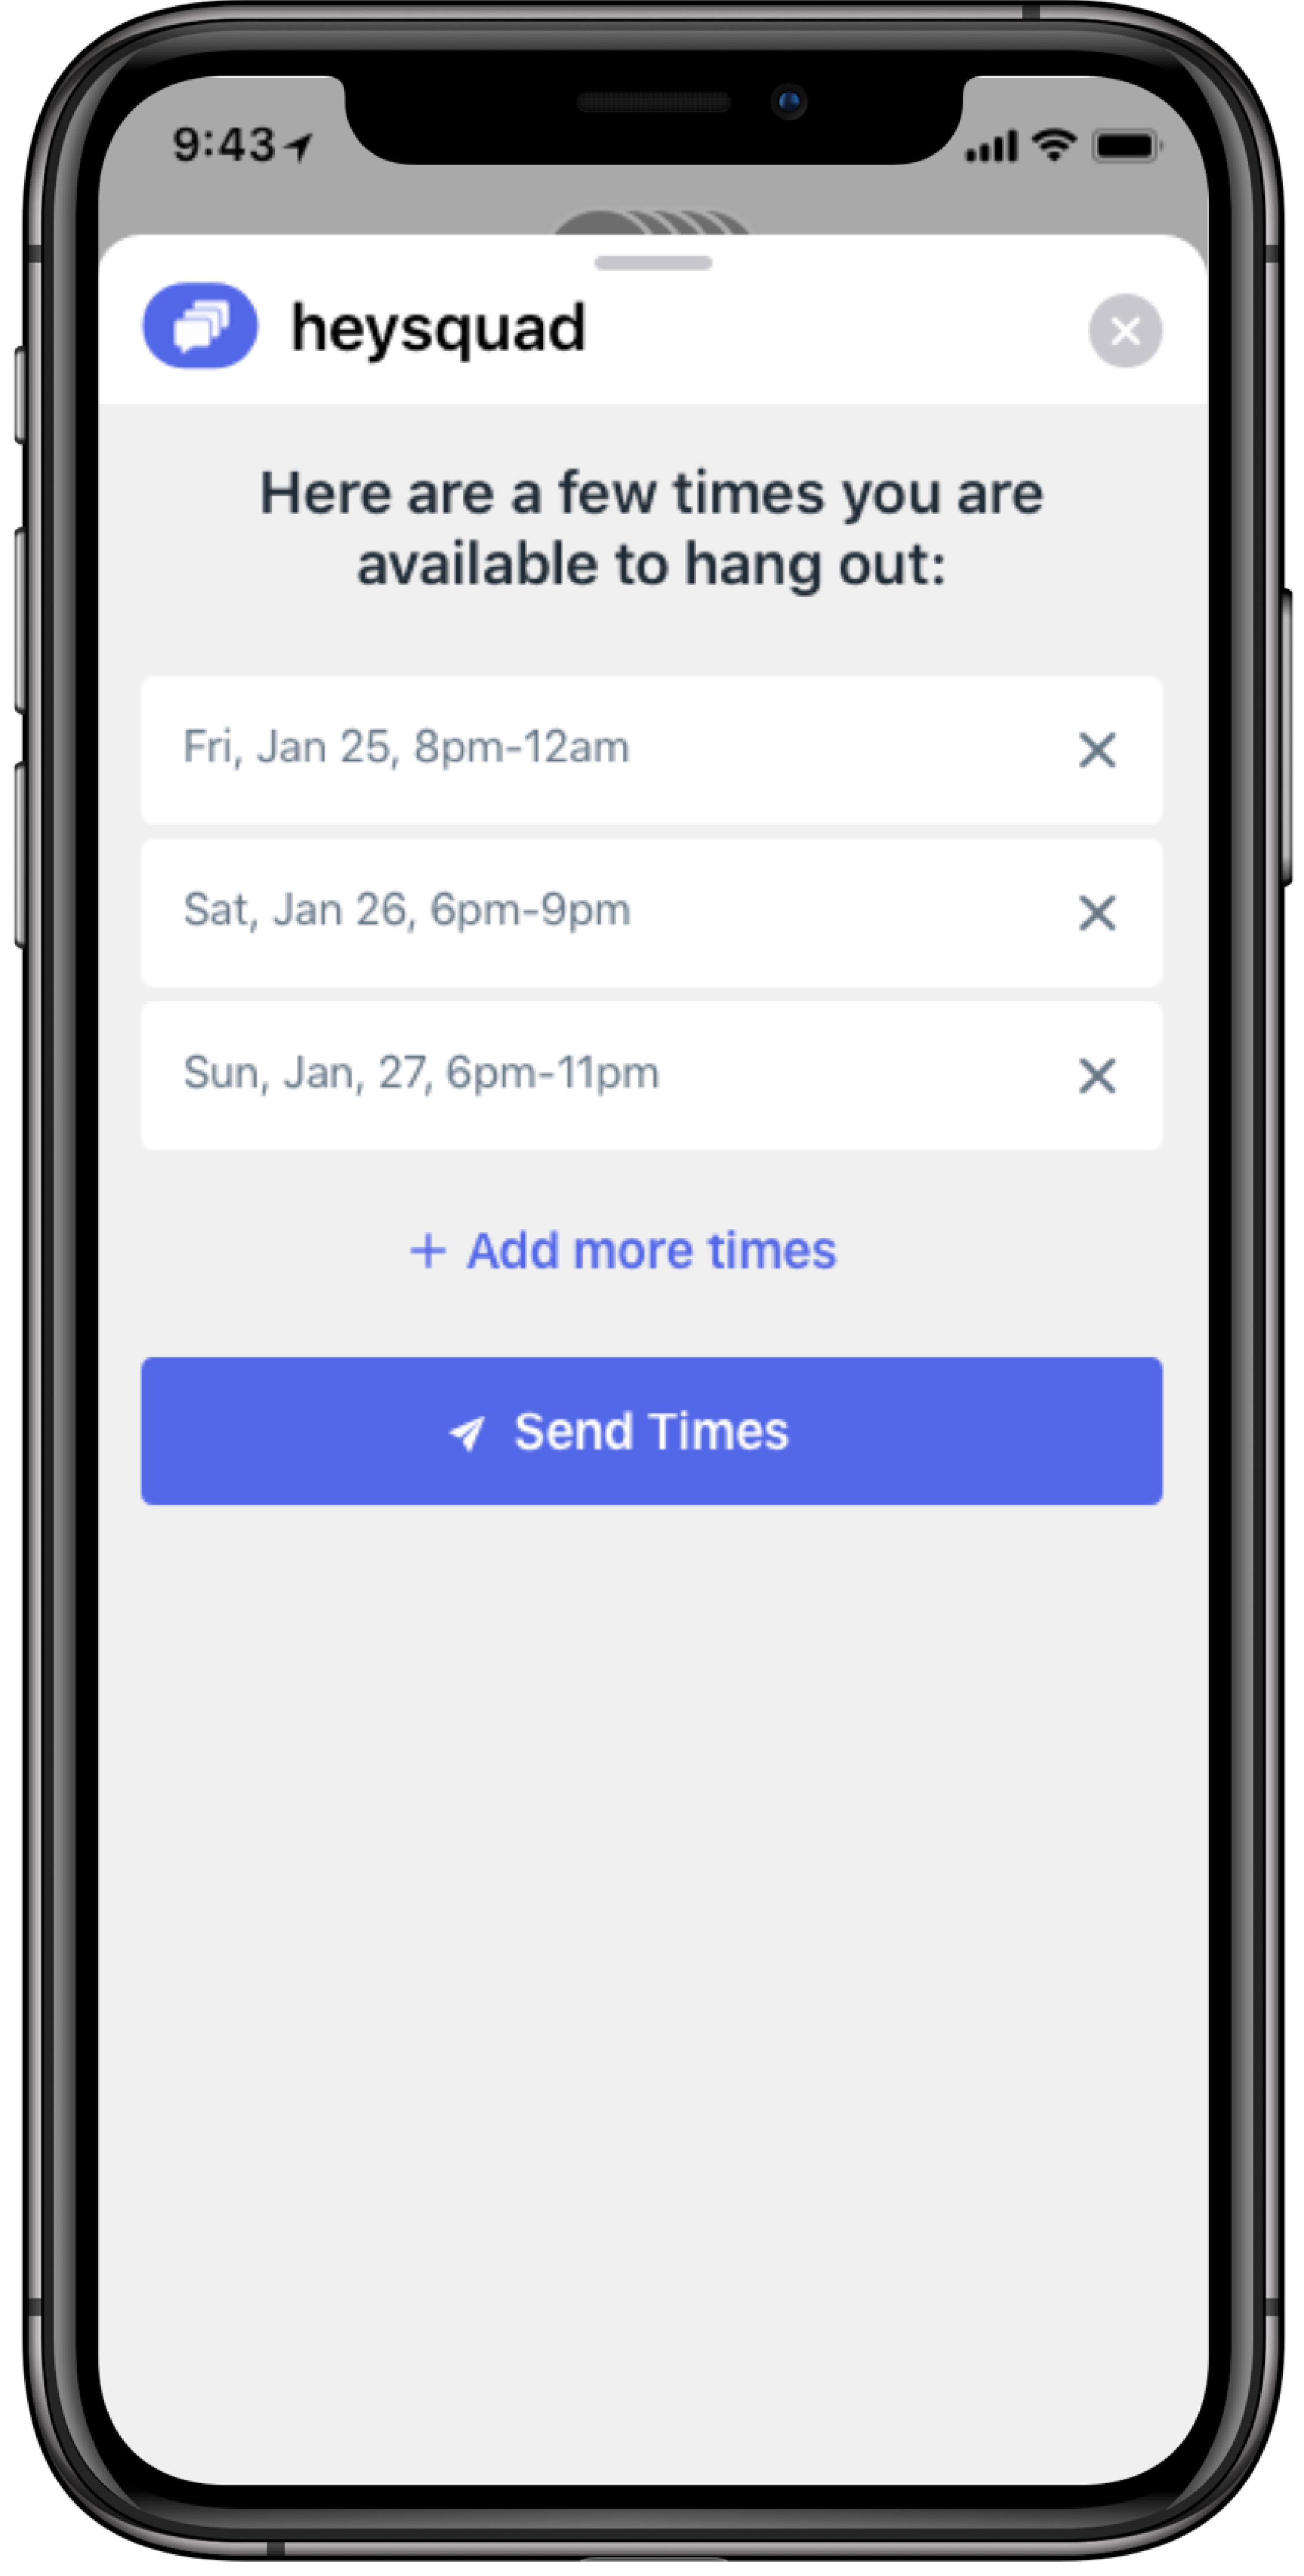 9:43
heysquad
Here are a few times you are
available to hang out:
Fri, Jan 25, 8pm-12am
Sat, Jan 26, 6pm-9pm
Sun, Jan, 27, 6pm-11pm
+ Add more times
Send Times